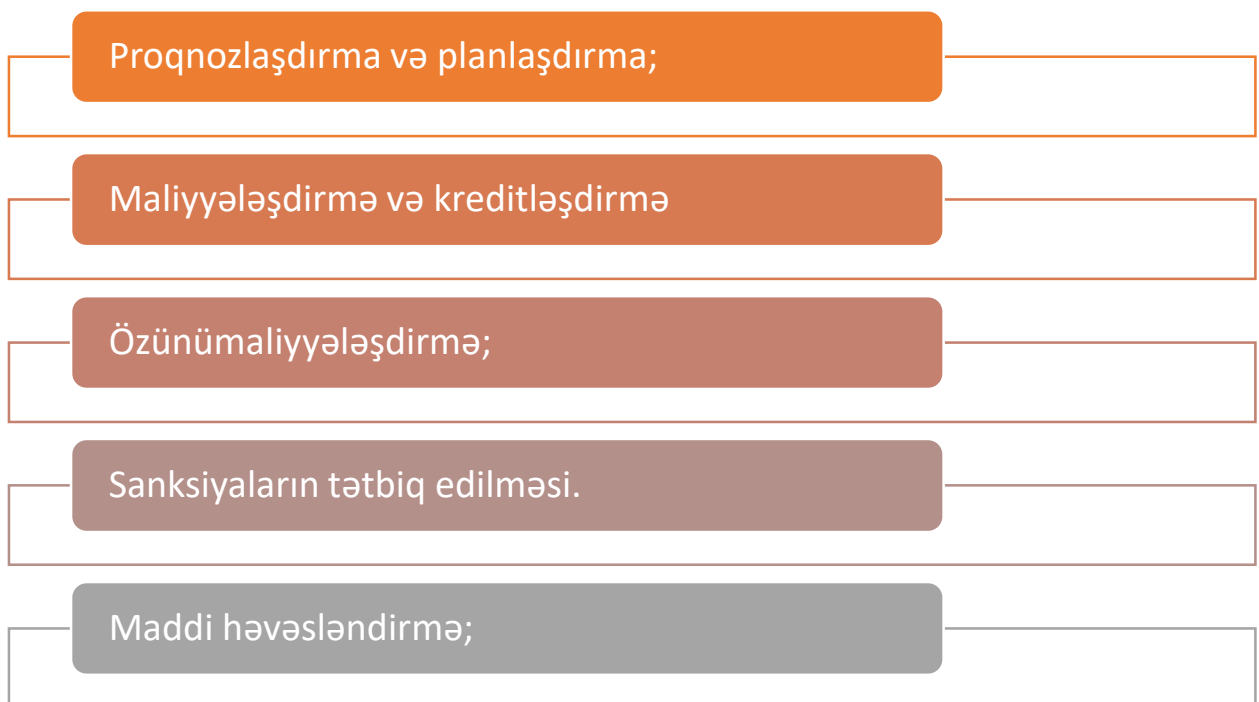 Proqnozlaşdırma və planlaşdırma;
Maliyyələşdirmə və kreditləşdirmə
Özünümaliyyələşdirmə;
Sanksiyaların tətbiq edilməsi.
Maddi həvəsləndirmə;